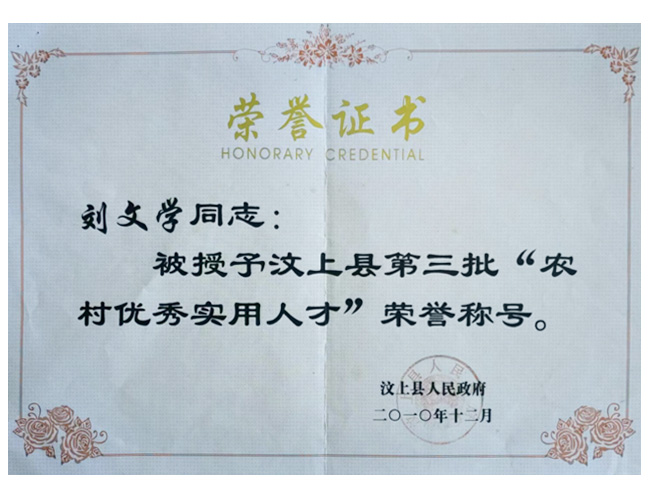 荣誉证书
HONORARY CREDENTIAL
刘文学同志：
被授予汶上县第三批“农
村优秀实用人才”荣誉称号。
汶上县人民政府
二〇一〇年十二月